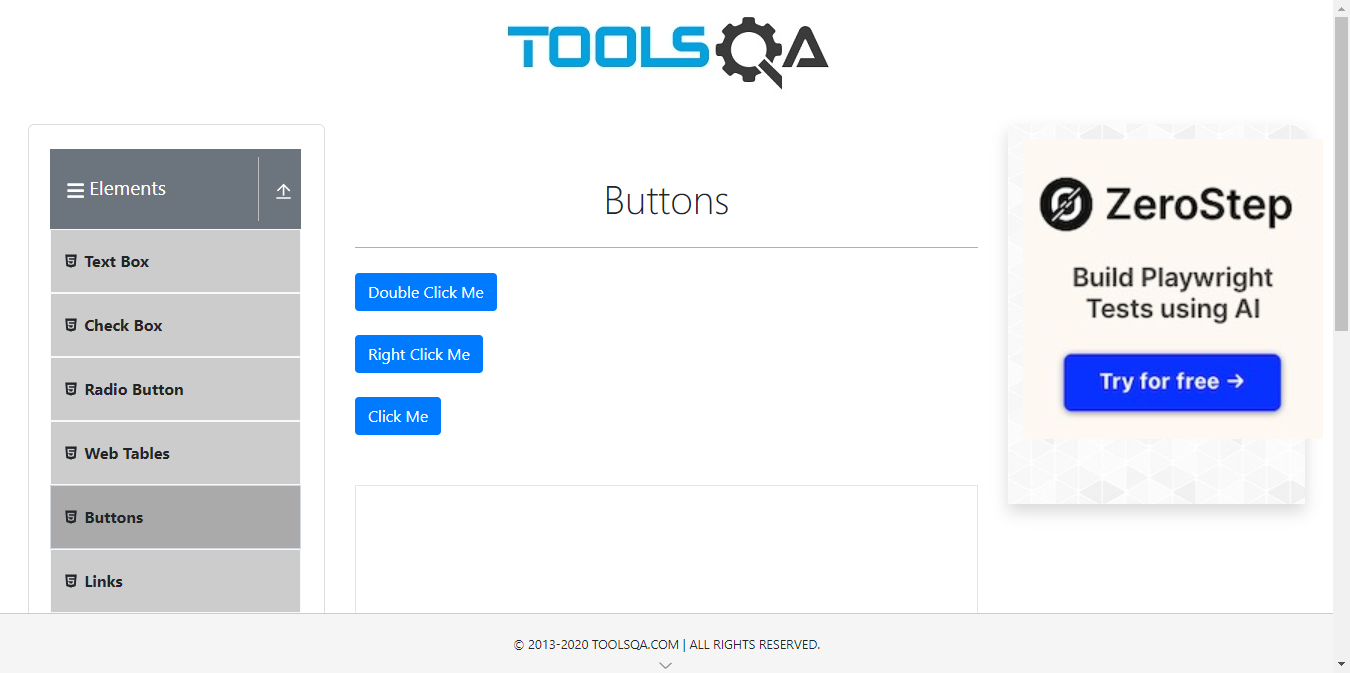 TOOLSQA
Elements
Text Box
Check Box
Radio Button
Web Tables
Buttons
Links
Buttons
Double Click Me
Right Click Me
Click Me
ZeroStep
Build Playwright
Tests using AI
Try for free →
© 2013-2020 TOOLSQA.COM | ALL RIGHTS RESERVED.